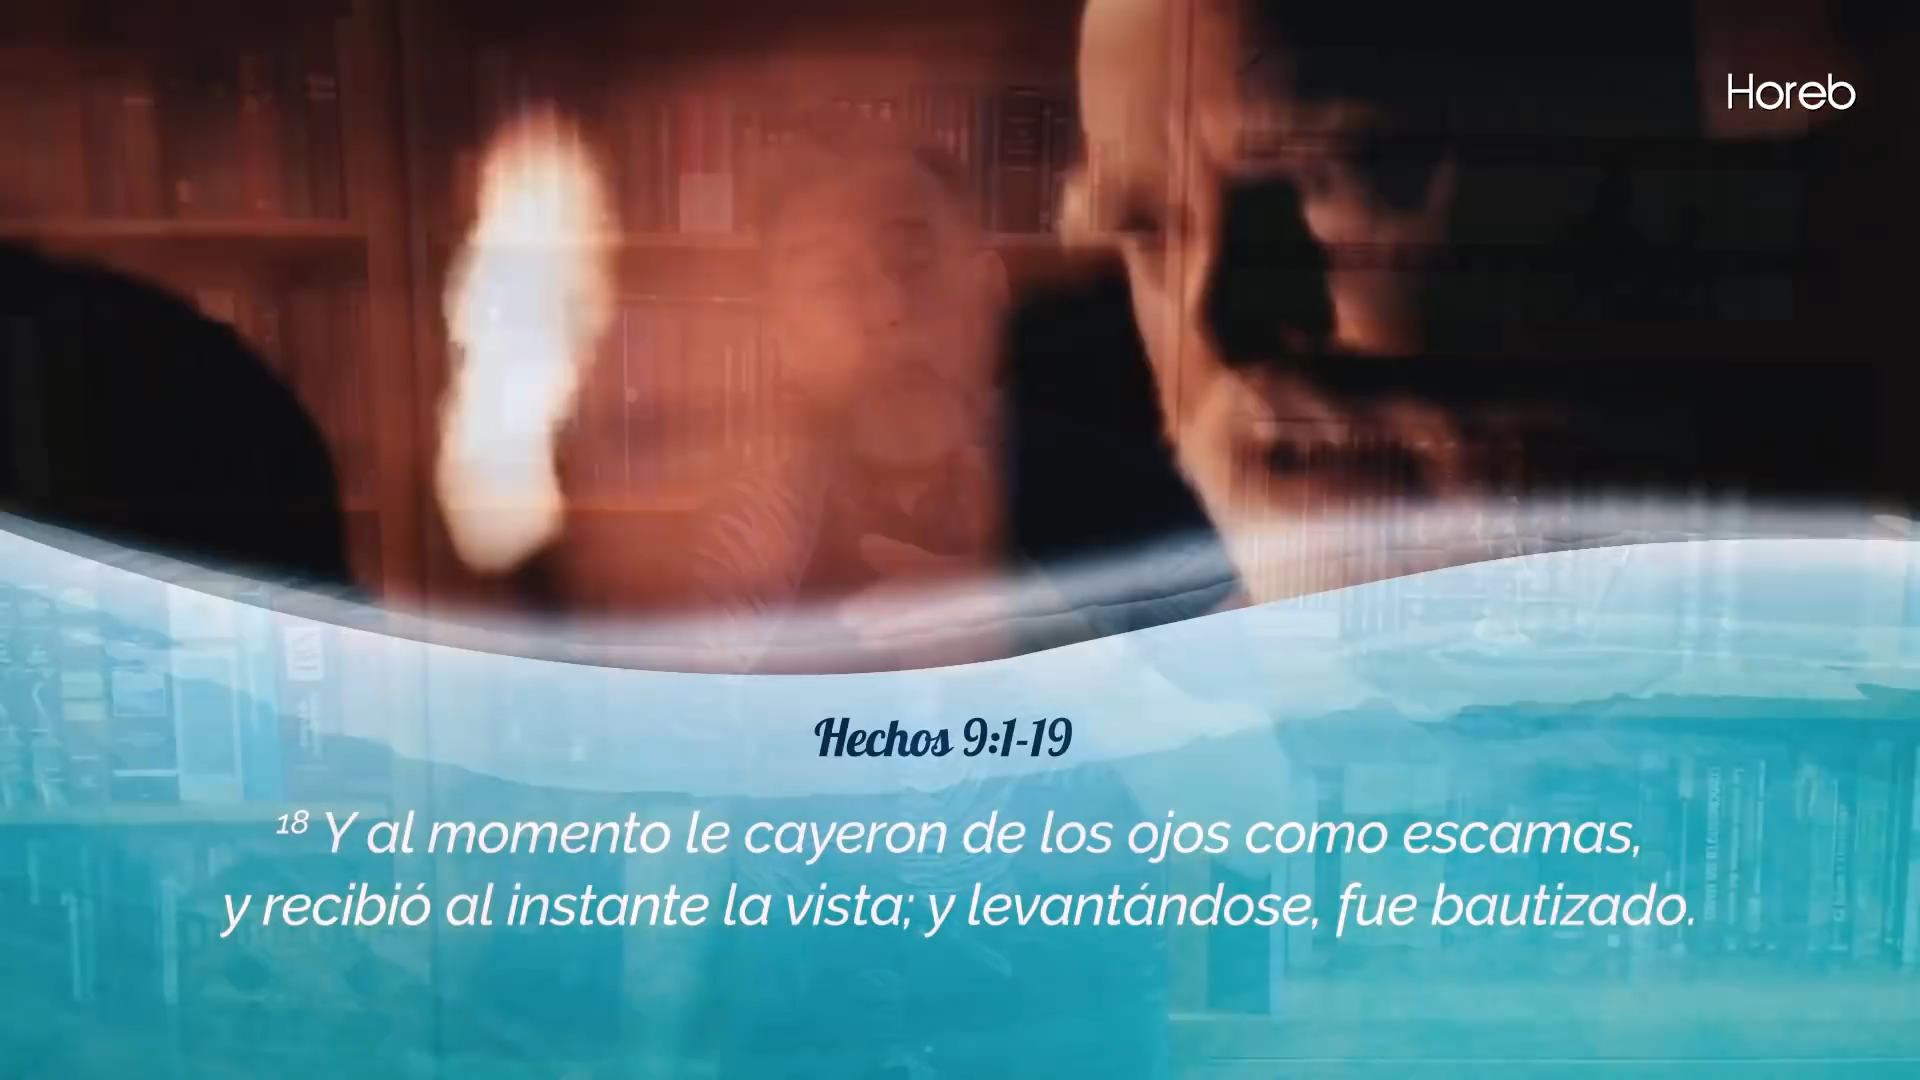 Horeb
Hechos 9:1-19
18 Y al momento le cayeron de los ojos como escamas,
y recibió al instante la vista; y levantándose, fue bautizado.